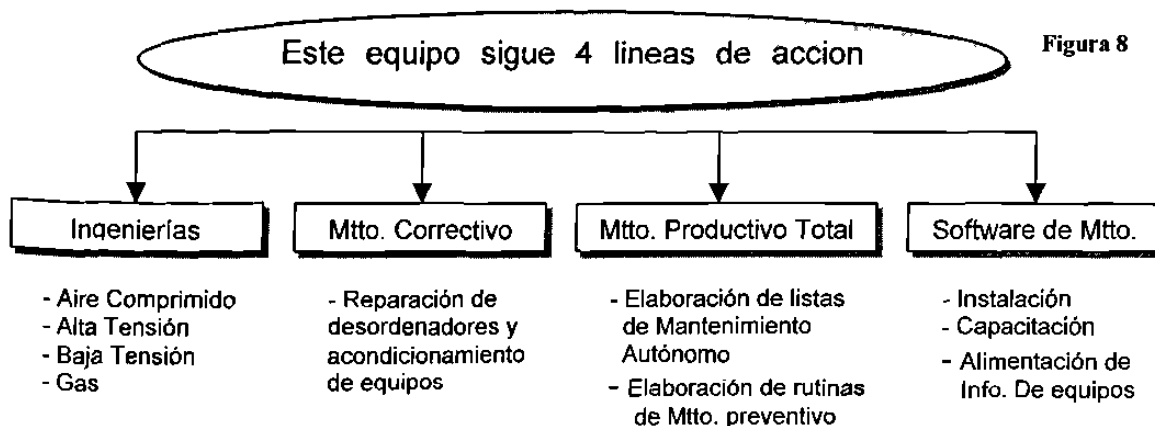 Este equipo sigue 4 lineas de accion
Figura 8
Ingenierías
- Aire Comprimido
- Alta Tensión
- Baja Tensión
- Gas
Mtto. Correctivo
- Reparación de
desordenadores y
acondicionamiento
de equipos
Mtto. Productivo Total
- Elaboración de listas
de Mantenimiento
Autónomo
- Elaboración de rutinas
de Mtto. preventivo
Software de Mtto.
- Instalación
- Capacitación
- Alimentación de
Info. De equipos